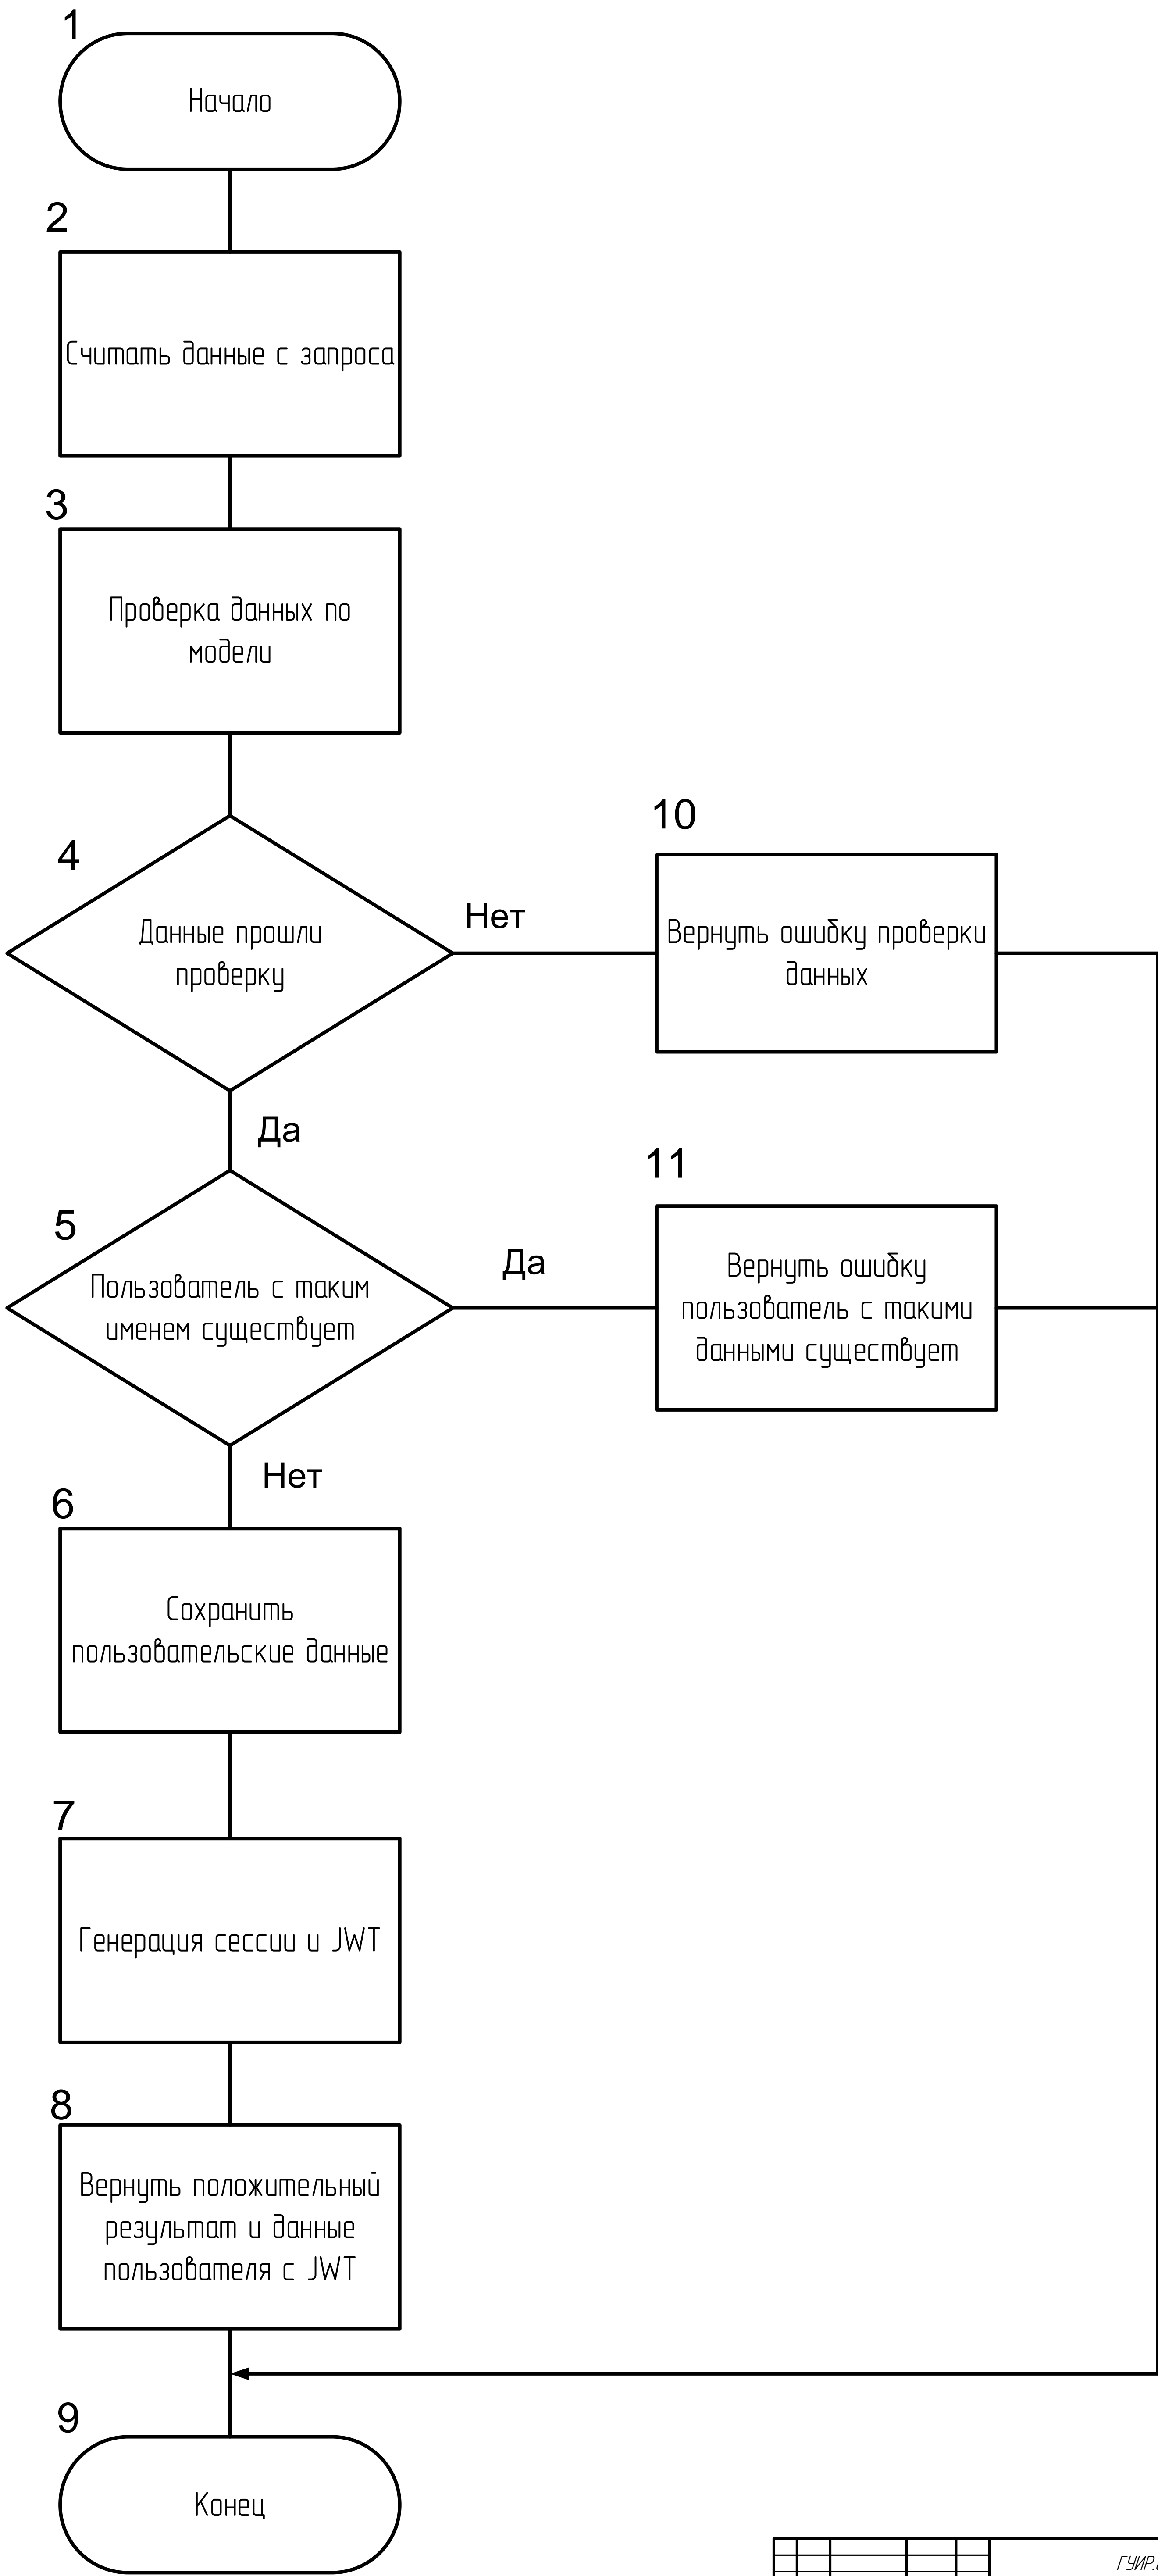 1
Начало
2
Считать данные с запроса
3
Проверка данных по
модели
4
Данные прошли
проверку
Нет
10
Вернуть ошибку проверки
данных
Да
5
Пользователь с таким
именем существует
Да
11
Вернуть ошибку
пользователь с такими
данными существует
Нет
6
Сохранить
пользовательские данные
7
Генерация сессии и JWT
8
Вернуть положительный
результат и данные
пользователя с JWT
9
Конец
ГУИР.